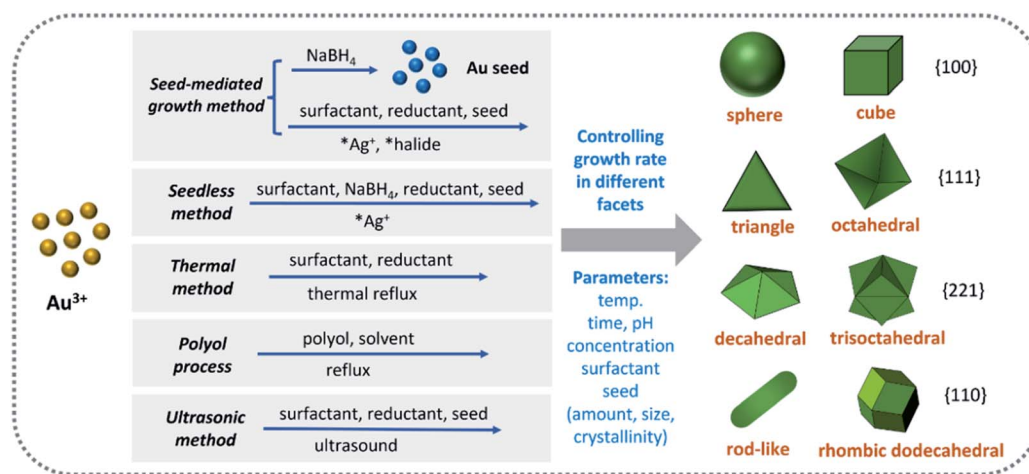 Au³⁺
Seed-mediated
growth method
NaBH₄
Au seed
surfactant, reductant, seed
*Ag⁺, *halide
Seedless
method
surfactant, NaBH₄, reductant, seed
*Ag⁺
Thermal
method
surfactant, reductant
thermal reflux
Polyol
process
polyol, solvent
reflux
Ultrasonic
method
surfactant, reductant, seed
ultrasound
Controlling
growth rate
in different
facets
Parameters:
temp.
time, pH
concentration
surfactant
seed
(amount, size,
crystallinity)
sphere
cube
{100}
triangle
octahedral
{111}
decahedral
trisoctahedral
{221}
rod-like
rhombic dodecahedral
{110}